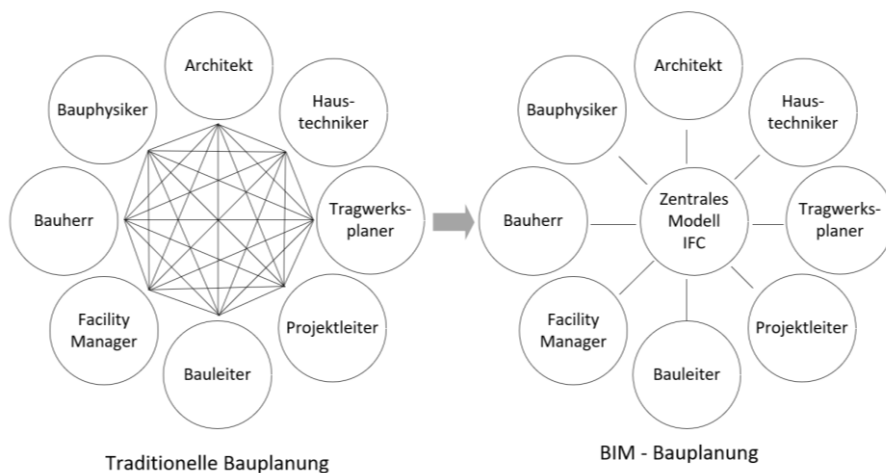 Architekt
Haus-
techniker
Tragwerks-
planer
Projektleiter
Bauleiter
Facility
Manager
Bauherr
Bauphysiker
Traditionelle Bauplanung
Architekt
Haus-
techniker
Tragwerks-
planer
Projektleiter
Bauleiter
Facility
Manager
Bauherr
Bauphysiker
Zentrales
Modell
IFC
BIM - Bauplanung